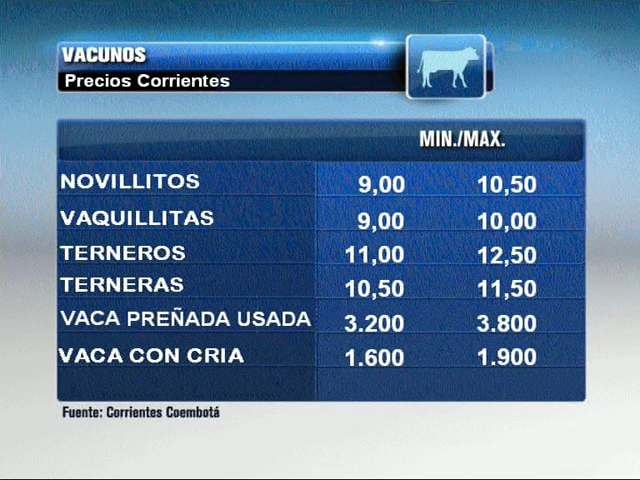 VACUNOS
Precios Corrientes
MIN./MAX.
NOVILLITOS 9,00 10,50
VAQUILLITAS 9,00 10,00
TERNEROS 11,00 12,50
TERNERAS 10,50 11,50
VACA PREÑADA USADA 3.200 3.800
VACA CON CRIA 1.600 1.900
Fuente: Corrientes Coembotá